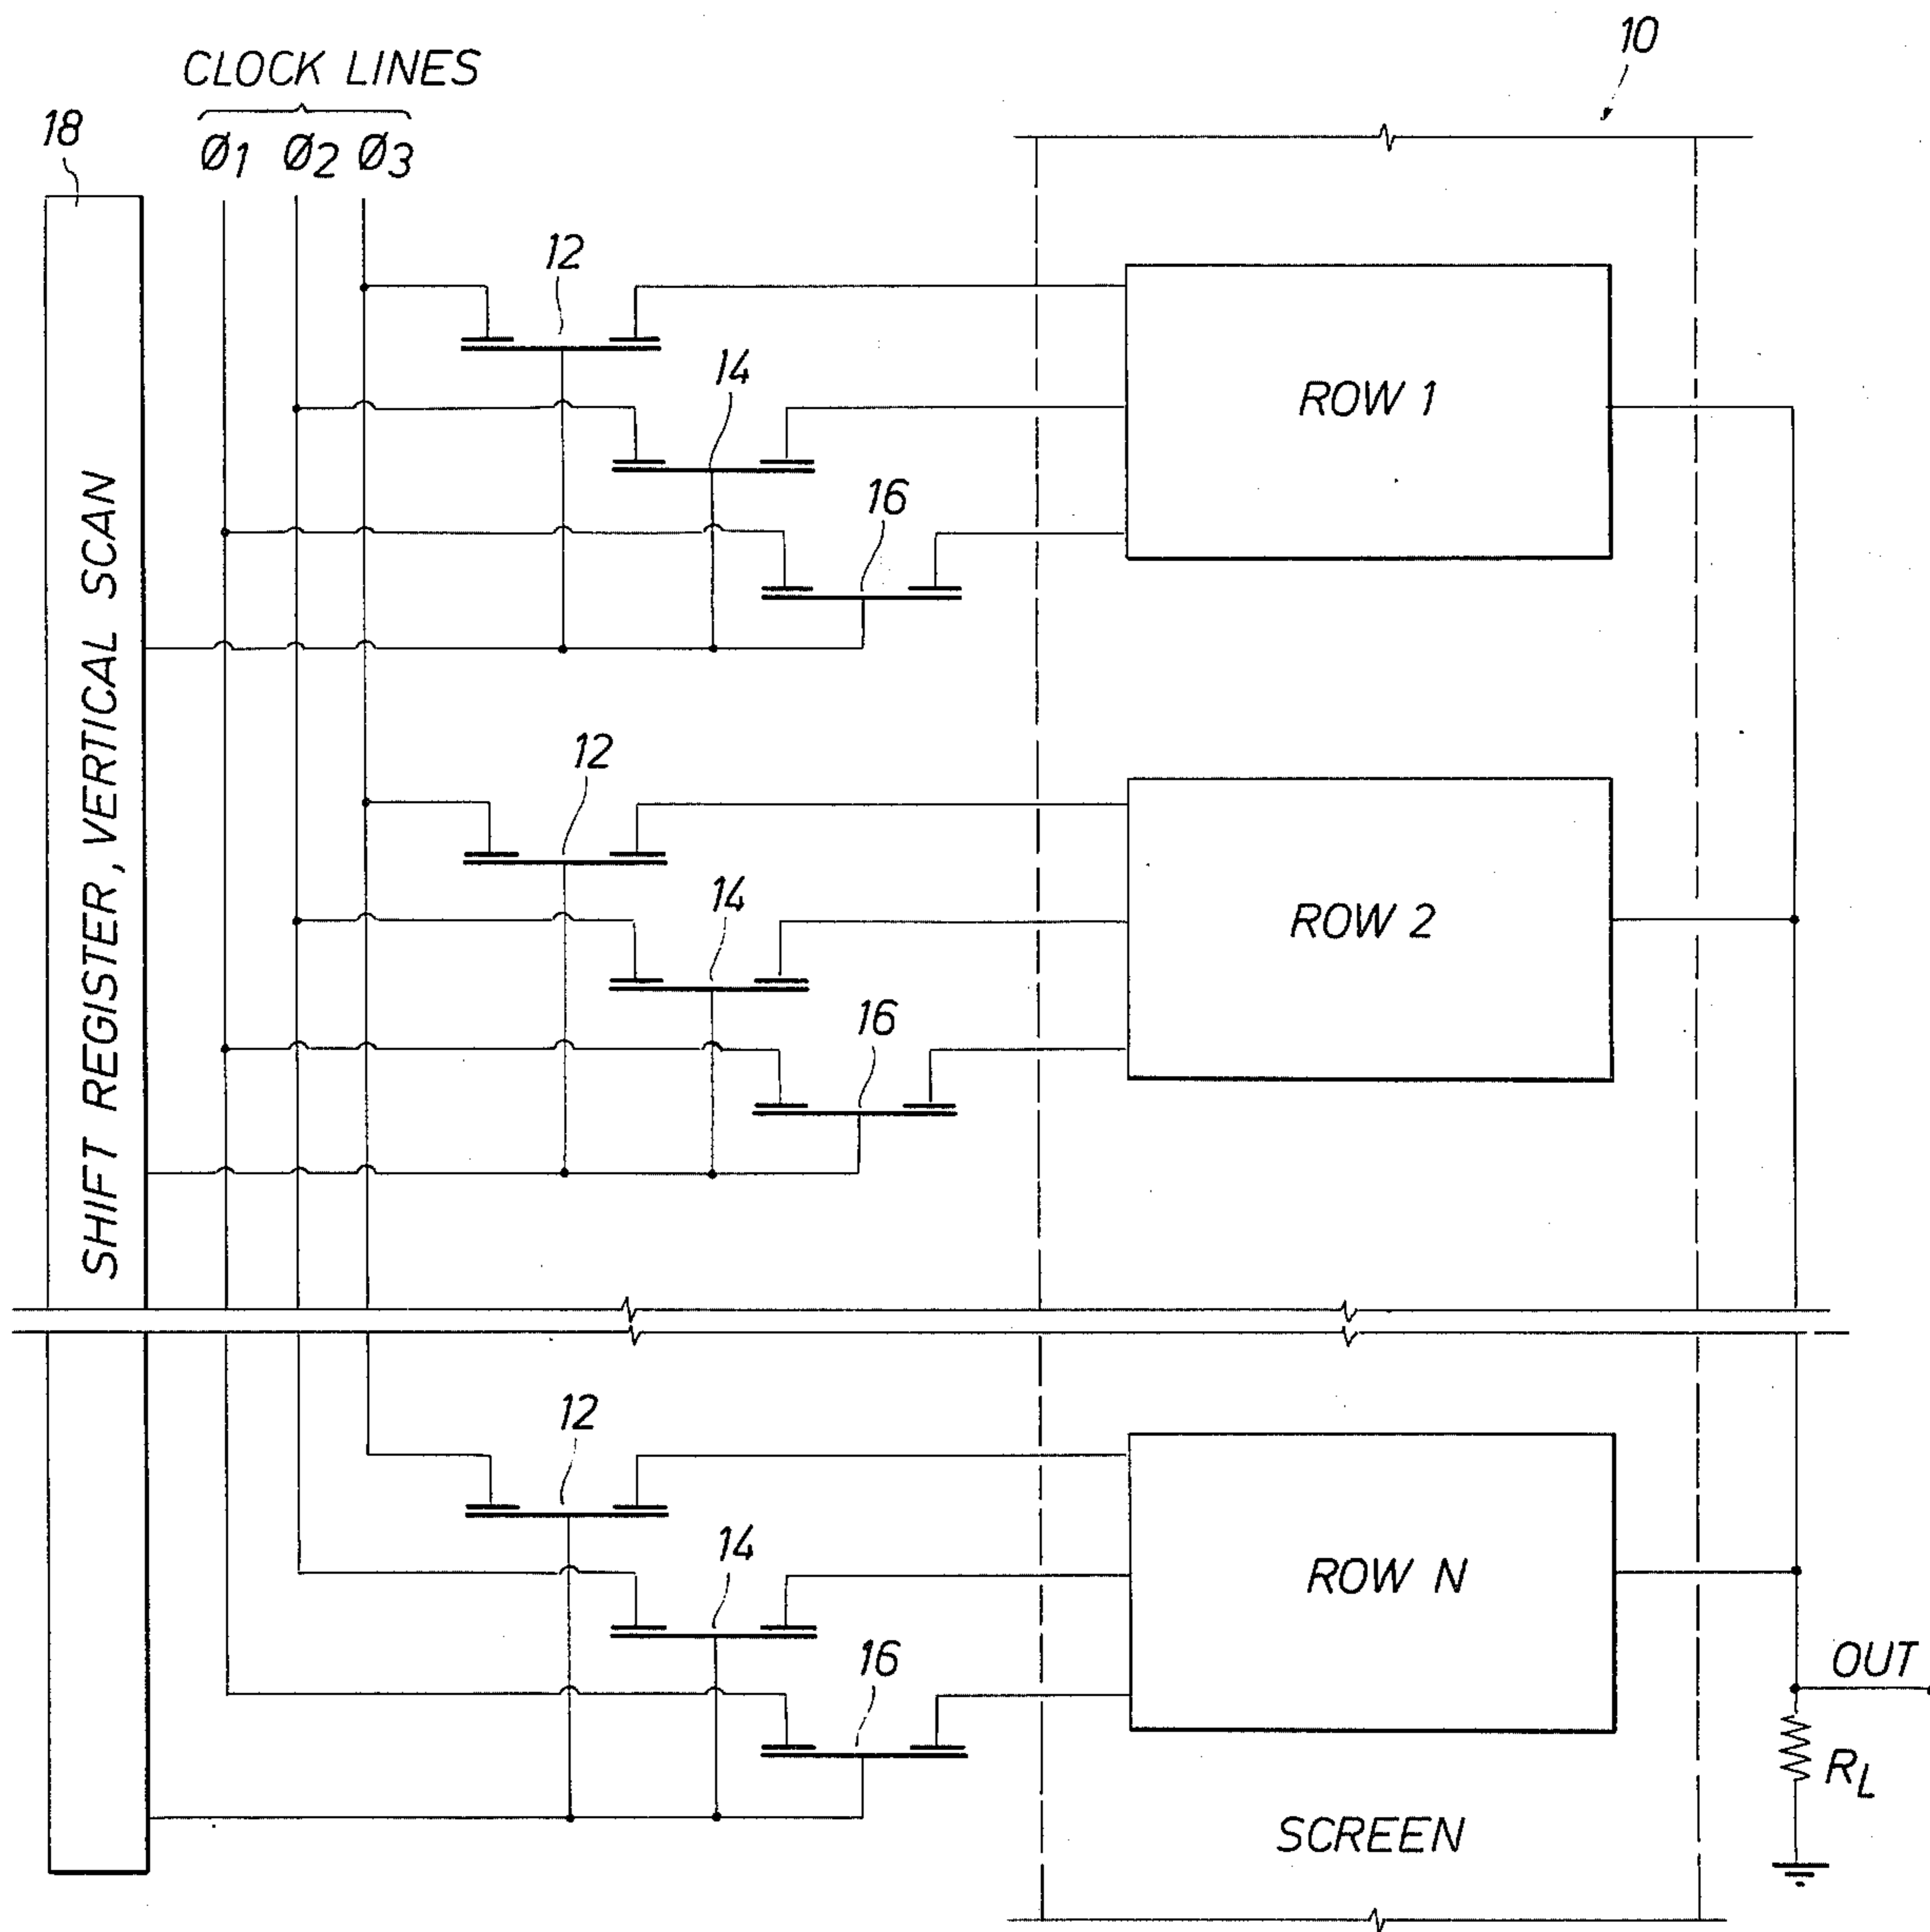 10
CLOCK LINES
18
Ø1 Ø2 Ø3
12
14
ROW 1
16
SHIFT REGISTER, VERTICAL SCAN
12
14
ROW 2
16
12
14
ROW N
16
OUT
RL
SCREEN